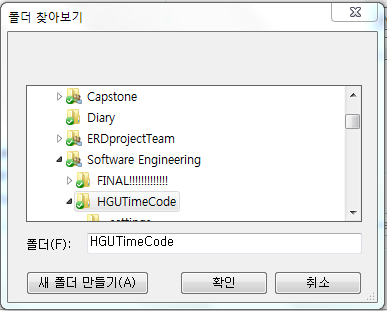 폴더 찾아보기
Capstone
Diary
ERDprojectTeam
Software Engineering
FINAL!!!!!!!!!!!!!
HGUTimeCode
settings
폴더(F): HGUTimeCode
새 폴더 만들기(A) 확인 취소